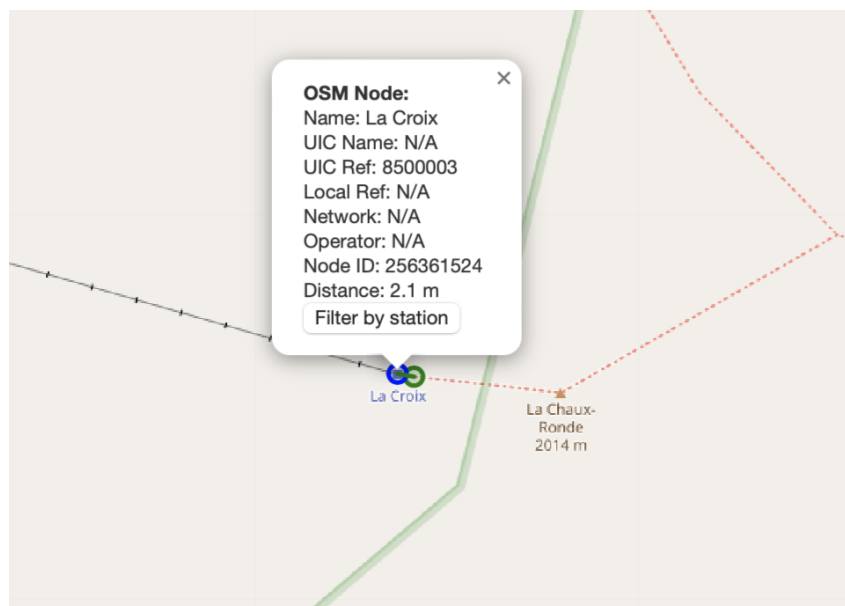 ×
OSM Node:
Name: La Croix
UIC Name: N/A
UIC Ref: 8500003
Local Ref: N/A
Network: N/A
Operator: N/A
Node ID: 256361524
Distance: 2.1 m
Filter by station
La Croix
La Chaux-
Ronde
2014 m